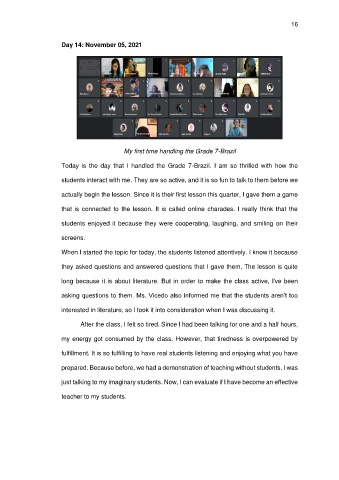 16
Day 14: November 05, 2021
My first time handling the Grade 7-Brazil
Today is the day that I handled the Grade 7-Brazil. I am so thrilled with how the
students interact with me. They are so active, and it is so fun to talk to them before we
actually begin the lesson. Since it is their first lesson this quarter, I gave them a game
that is connected to the lesson. It is called online charades. I really think that the
students enjoyed it because they were cooperating, laughing, and smiling on their
screens.
When I started the topic for today, the students listened attentively. I know it because
they asked questions and answered questions that I gave them. The lesson is quite
long because it is about literature. But in order to make the class active, I've been
asking questions to them. Ms. Vicedo also informed me that the students aren't too
interested in literature, so I took it into consideration when I was discussing it.
After the class, I felt so tired. Since I had been talking for one and a half hours,
my energy got consumed by the class. However, that tiredness is overpowered by
fulfillment. It is so fulfilling to have real students listening and enjoying what you have
prepared. Because before, we had a demonstration of teaching without students. I was
just talking to my imaginary students. Now, I can evaluate if I have become an effective
teacher to my students.